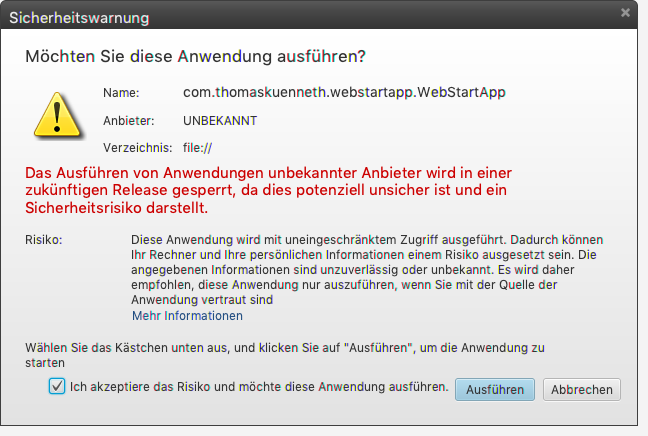 Sicherheitswarnung
Möchten Sie diese Anwendung ausführen?
Name: com.thomaskuenneth.webstartapp.WebStartApp
Anbieter: UNBEKANNT
Verzeichnis: file://
Das Ausführen von Anwendungen unbekannter Anbieter wird in einer
zukünftigen Release gesperrt, da dies potenziell unsicher ist und ein
Sicherheitsrisiko darstellt.
Risiko: Diese Anwendung wird mit uneingeschränktem Zugriff ausgeführt. Dadurch können
Ihr Rechner und Ihre persönlichen Informationen einem Risiko ausgesetzt sein. Die
angegebenen Informationen sind unzuverlässig oder unbekannt. Es wird daher
empfohlen, diese Anwendung nur auszuführen, wenn Sie mit der Quelle der
Anwendung vertraut sind
Mehr Informationen
Wählen Sie das Kästchen unten aus, und klicken Sie auf "Ausführen", um die Anwendung zu
starten
Ich akzeptiere das Risiko und möchte diese Anwendung ausführen. Ausführen Abbrechen